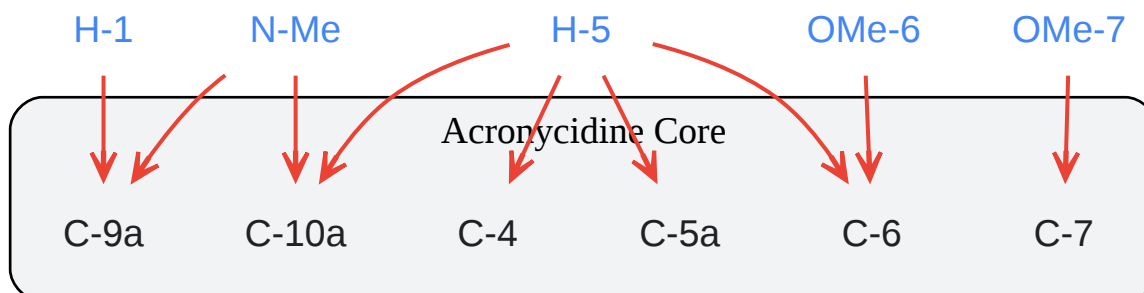 H-1 N-Me H-5 OMe-6 OMe-7
Acronycidine Core
C-9a C-10a C-4 C-5a C-6 C-7